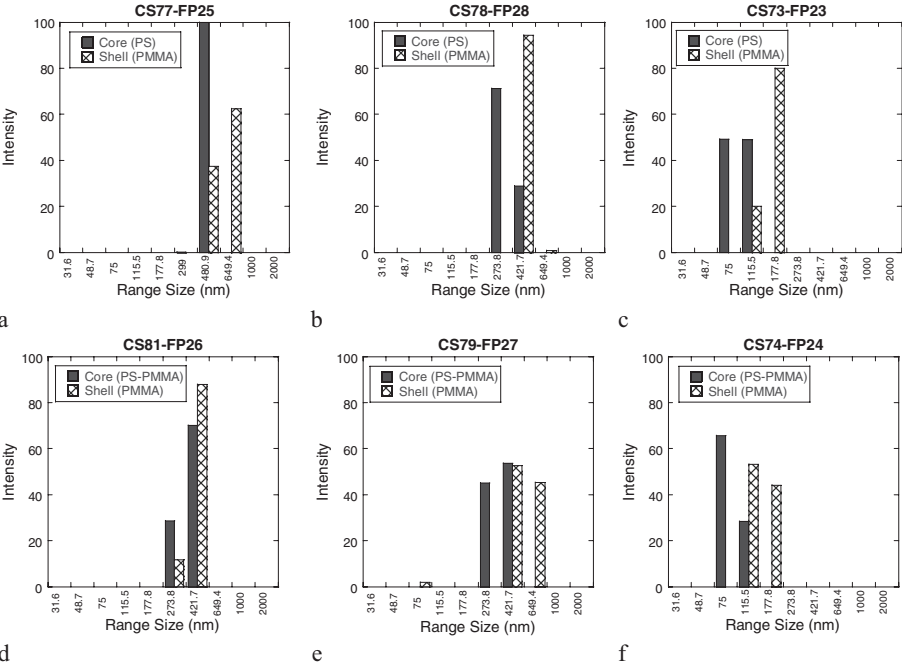 CS77-FP25
100
80
60
40
20
0
Intensity
Core (PS)
Shell (PMMA)
31.6 48.7 75 115.5 177.8 299 480.9 649.4 1000 2000
Range Size (nm)
a
CS78-FP28
100
80
60
40
20
0
Intensity
Core (PS)
Shell (PMMA)
31.6 48.7 75 115.5 177.8 273.8 421.7 649.4 1000 2000
Range Size (nm)
b
CS73-FP23
100
80
60
40
20
0
Intensity
Core (PS)
Shell (PMMA)
31.6 48.7 75 115.5 177.8 273.8 421.7 649.4 1000 2000
Range Size (nm)
c
CS81-FP26
100
80
60
40
20
0
Intensity
Core (PS-PMMA)
Shell (PMMA)
31.6 48.7 75 115.5 177.8 273.8 421.7 649.4 1000 2000
Range Size (nm)
d
CS79-FP27
100
80
60
40
20
0
Intensity
Core (PS-PMMA)
Shell (PMMA)
31.6 48.7 75 115.5 177.8 273.8 421.7 649.4 1000 2000
Range Size (nm)
e
CS74-FP24
100
80
60
40
20
0
Intensity
Core (PS-PMMA)
Shell (PMMA)
31.6 48.7 75 115.5 177.8 273.8 421.7 649.4 1000 2000
Range Size (nm)
f